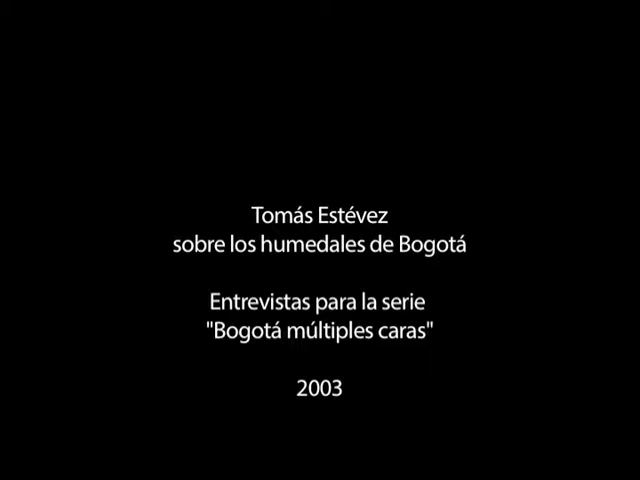 Tomás Estévez
sobre los humedales de Bogotá
Entrevistas para la serie
"Bogotá múltiples caras"
2003